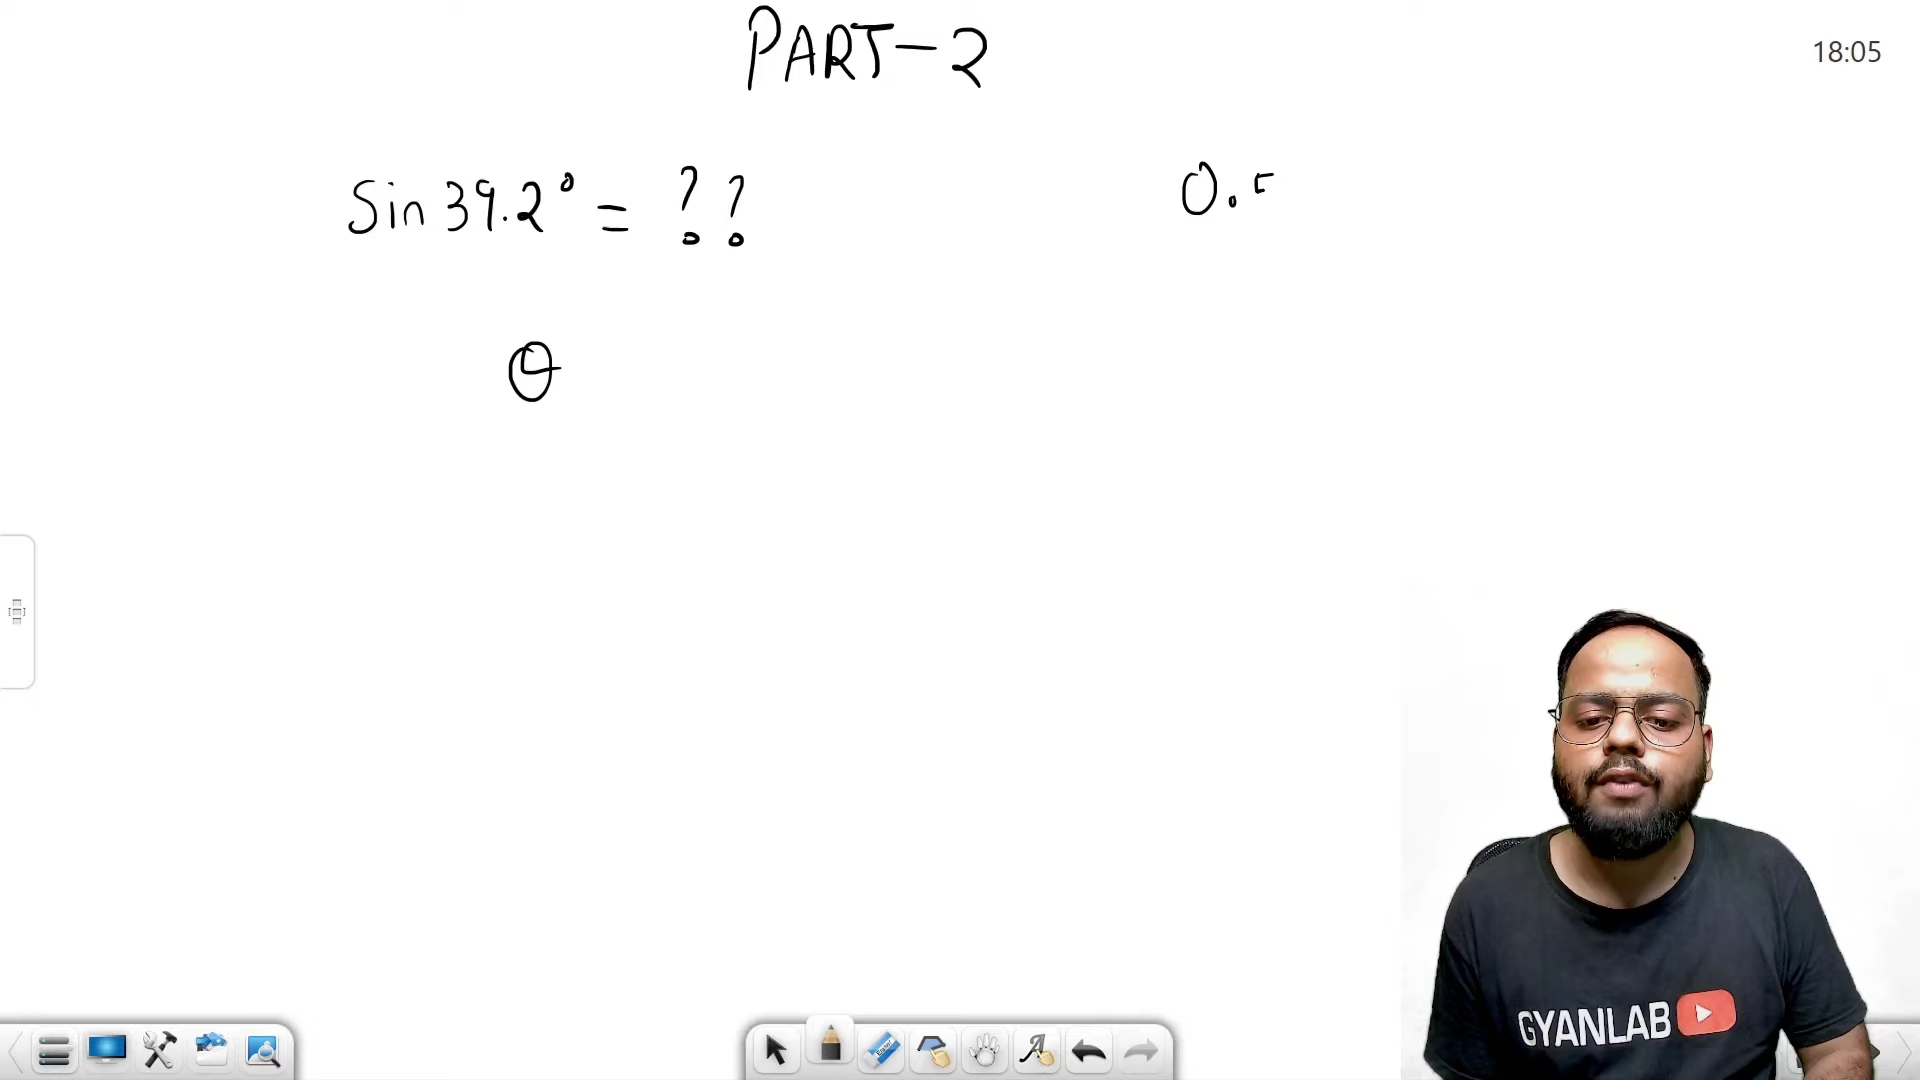 PART-2
18:05
Sin 39.2° = ??
0.5
θ
GYANLAB